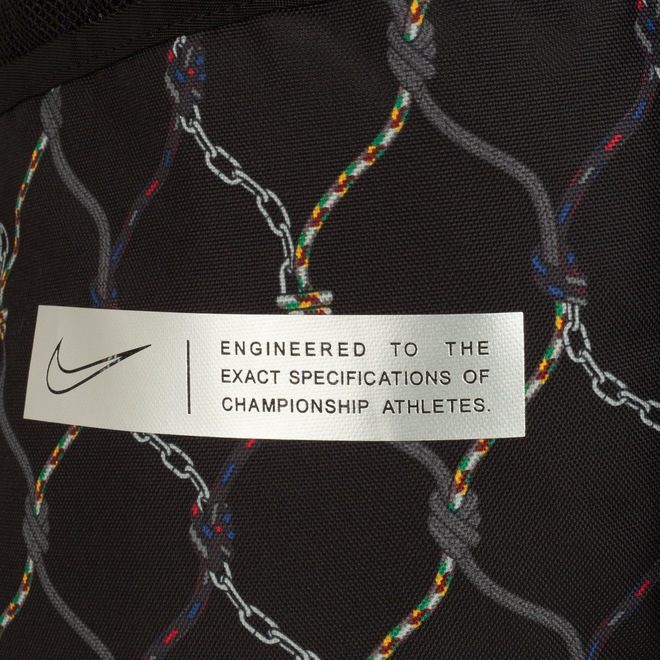 ENGINEERED TO THE
EXACT SPECIFICATIONS OF
CHAMPIONSHIP ATHLETES.